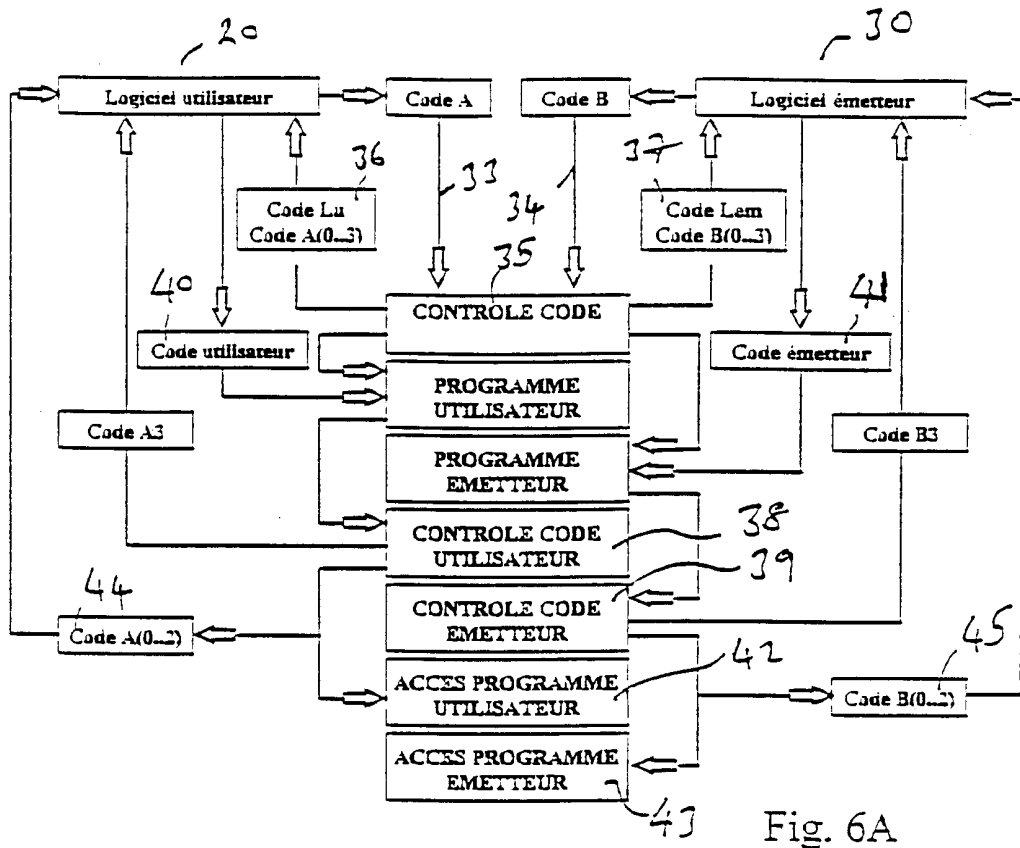 20
30
Logiciel utilisateur
Code A
Code B
Logiciel émetteur
36
33
34
37
Code Lu
Code A(0...3)
Code Lem
Code B(0...3)
35
40
CONTROLE CODE
41
Code utilisateur
Code émetteur
PROGRAMME
UTILISATEUR
Code A3
Code B3
PROGRAMME
EMETTEUR
CONTROLE CODE
UTILISATEUR
38
39
44
CONTROLE CODE
EMETTEUR
Code A(0...2)
42
45
ACCES PROGRAMME
UTILISATEUR
Code B(0...2)
ACCES PROGRAMME
EMETTEUR
43
Fig. 6A